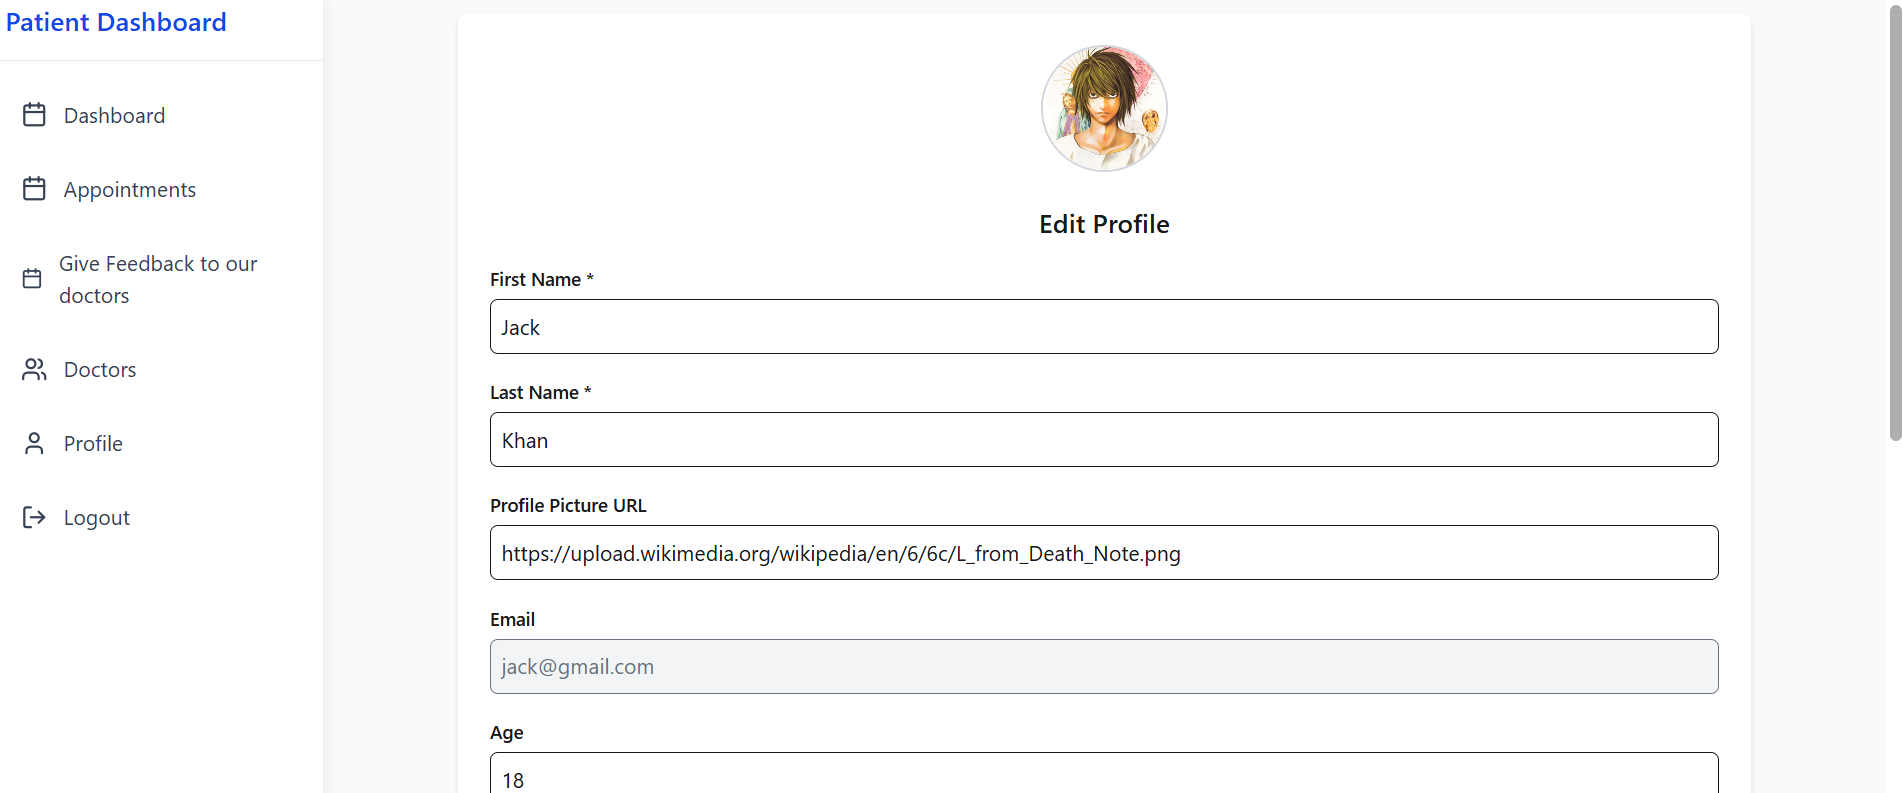 Patient Dashboard
Dashboard
Appointments
Give Feedback to our
doctors
Doctors
Profile
Logout
Edit Profile
First Name *
Jack
Last Name *
Khan
Profile Picture URL
https://upload.wikimedia.org/wikipedia/en/6/6c/L_from_Death_Note.png
Email
jack@gmail.com
Age
18